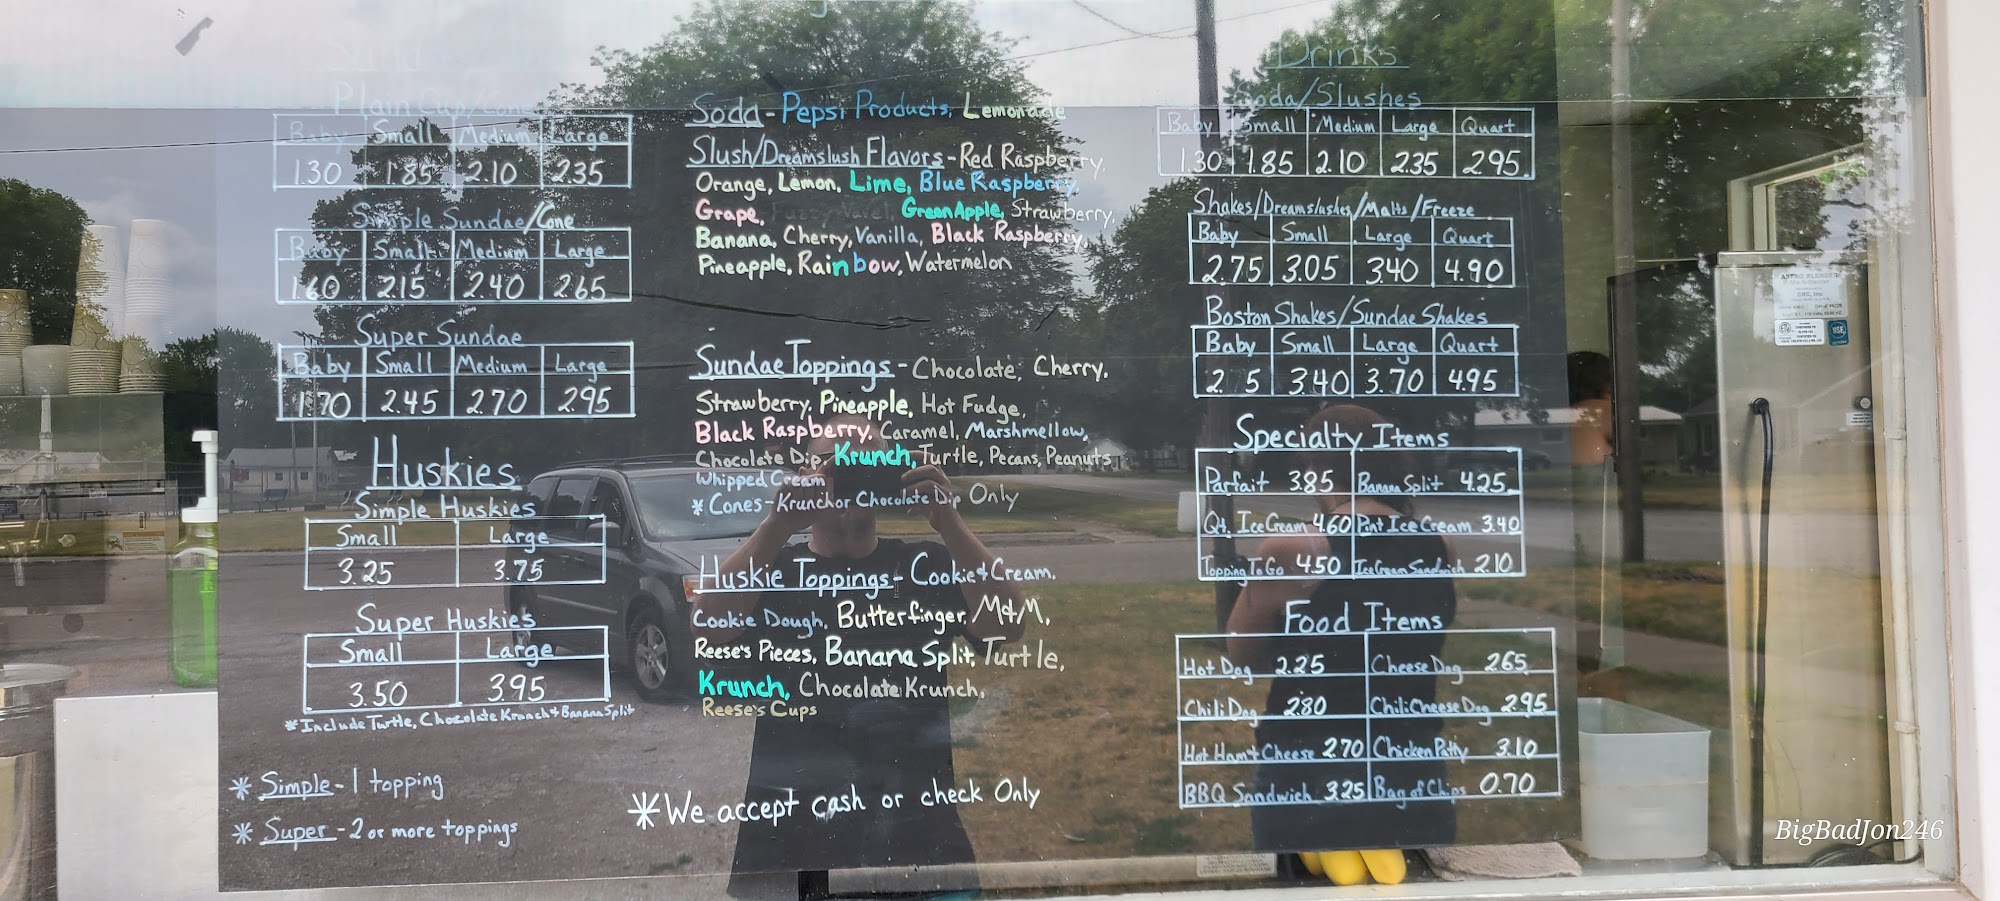 Plain Cup/Cone
Baby Small Medium Large
1.30 1.85 2.10 2.35
Simple Sundae/Cone
Baby Small Medium Large
1.60 2.15 2.40 2.65
Super Sundae
Baby Small Medium Large
1.70 2.45 2.70 2.95
Huskies
Simple Huskies
Small Large
3.25 3.75
Super Huskies
Small Large
3.50 3.95
*Include Turtle, Chocolate Krunch + Banana Split
* Simple - 1 topping
* Super - 2 or more toppings
Soda - Pepsi Products, Lemonade
Slush/Dreamslush Flavors - Red Raspberry,
Orange, Lemon, Lime, Blue Raspberry,
Grape, Fuzzy Navel, Green Apple, Strawberry,
Banana, Cherry, Vanilla, Black Raspberry,
Pineapple, Rainbow, Watermelon
Sundae Toppings - Chocolate, Cherry,
Strawberry, Pineapple, Hot Fudge,
Black Raspberry, Caramel, Marshmellow,
Chocolate Dip, Krunch, Turtle, Pecans, Peanuts
Whipped Cream
* Cones - Krunch or Chocolate Dip Only
Huskie Toppings - Cookie + Cream,
Cookie Dough, Butterfinger, M+M,
Reese's Pieces, Banana Split, Turtle,
Krunch, Chocolate Krunch,
Reese's Cups
*We accept cash or check Only
Drinks
Soda/Slushes
Baby Small Medium Large Quart
1.30 1.85 2.10 2.35 2.95
Shakes/Dreamslushes/Malts/Freeze
Baby Small Large Quart
2.75 3.05 3.40 4.90
Boston Shakes/Sundae Shakes
Baby Small Large Quart
2. 5 3.40 3.70 4.95
Specialty Items
Parfait 3.85 Banana Split 4.25
Qt. Ice Cream 4.60 Pint Ice Cream 3.40
Topping To Go 4.50 Ice Cream Sandwich 2.10
Food Items
Hot Dog 2.25 Cheese Dog 2.65
Chili Dog 2.80 Chili Cheese Dog 2.95
Hot Ham + Cheese 2.70 Chicken Patty 3.10
BBQ Sandwich 3.25 Bag of Chips 0.70
ASTRO BLENDER
BigBadJon246